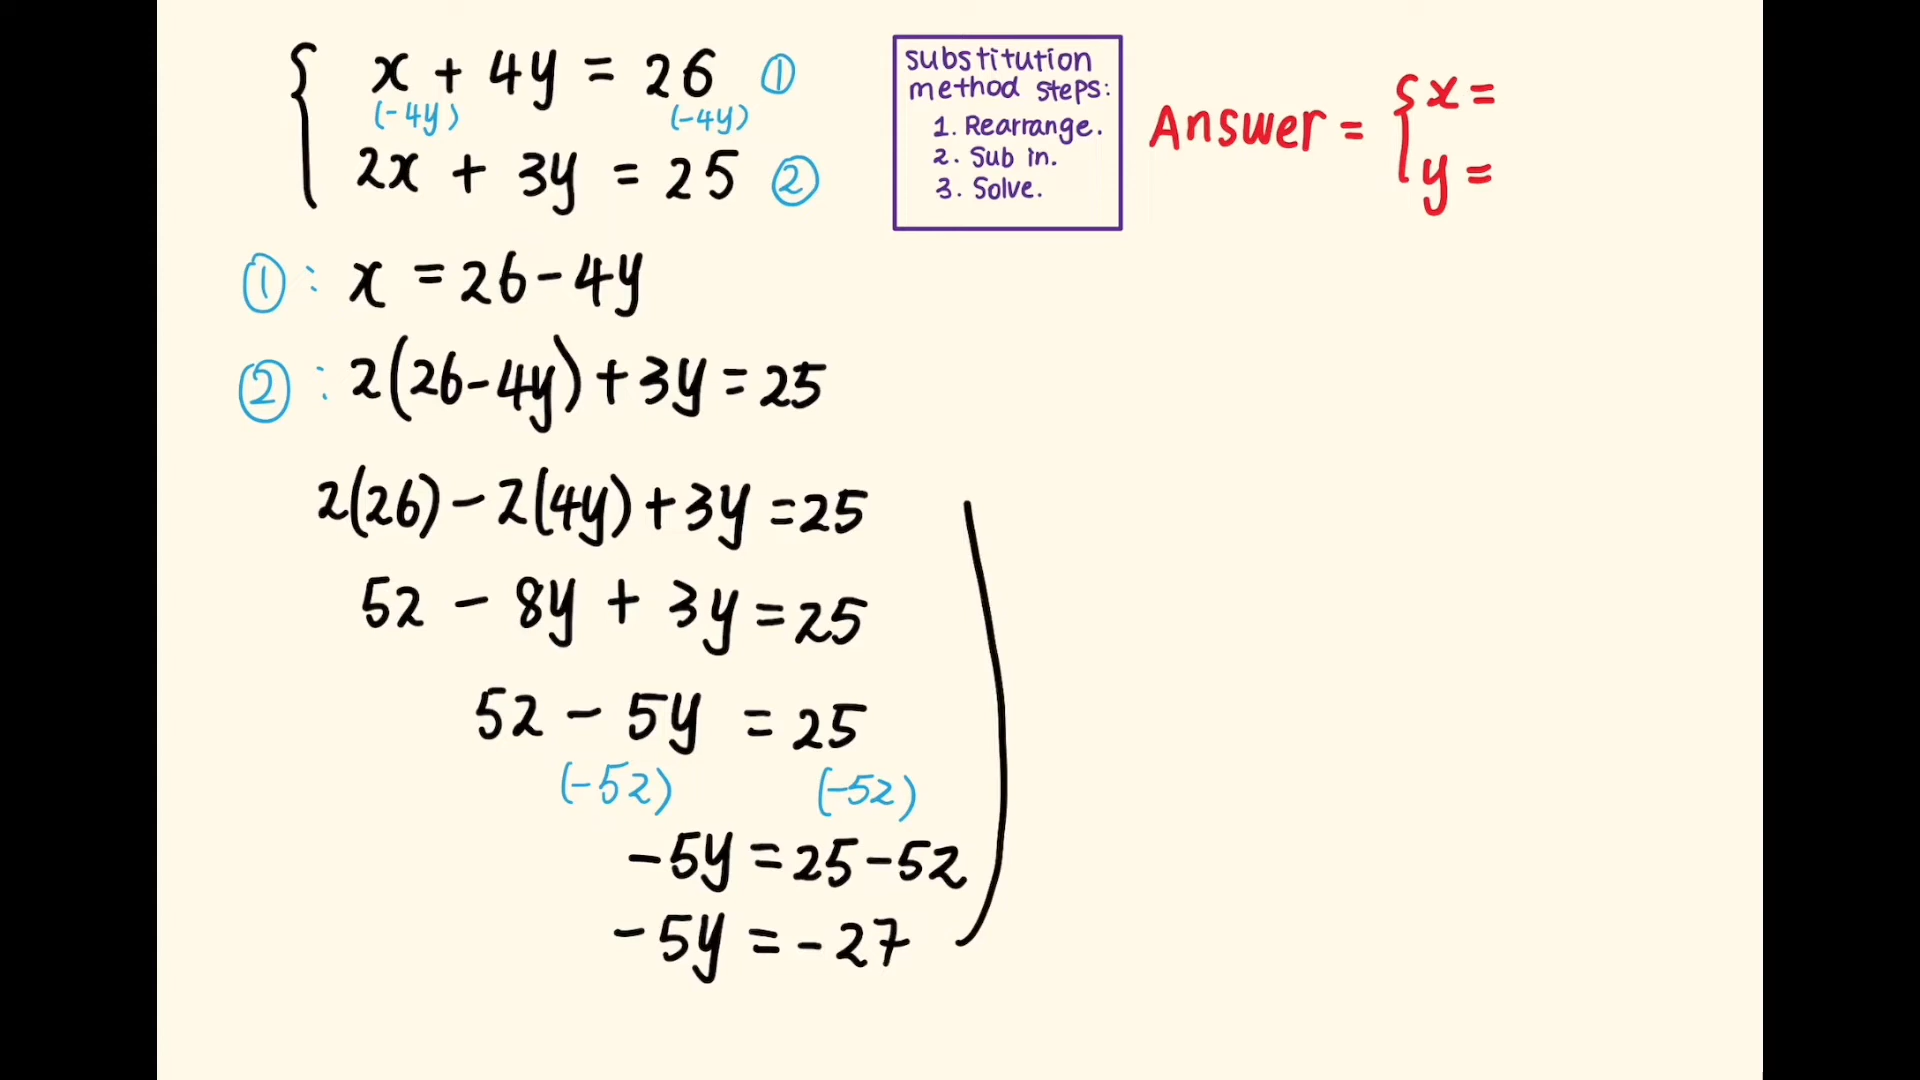 x + 4y = 26 ①
(-4y) (-4y)
2x + 3y = 25 ②
substitution
method steps:
1. Rearrange.
2. Sub in.
3. Solve.
Answer = { x =
y =
① : x = 26 - 4y
② : 2(26-4y) + 3y = 25
2(26) - 2(4y) + 3y = 25
52 - 8y + 3y = 25
52 - 5y = 25
(-52) (-52)
-5y = 25 - 52
-5y = -27